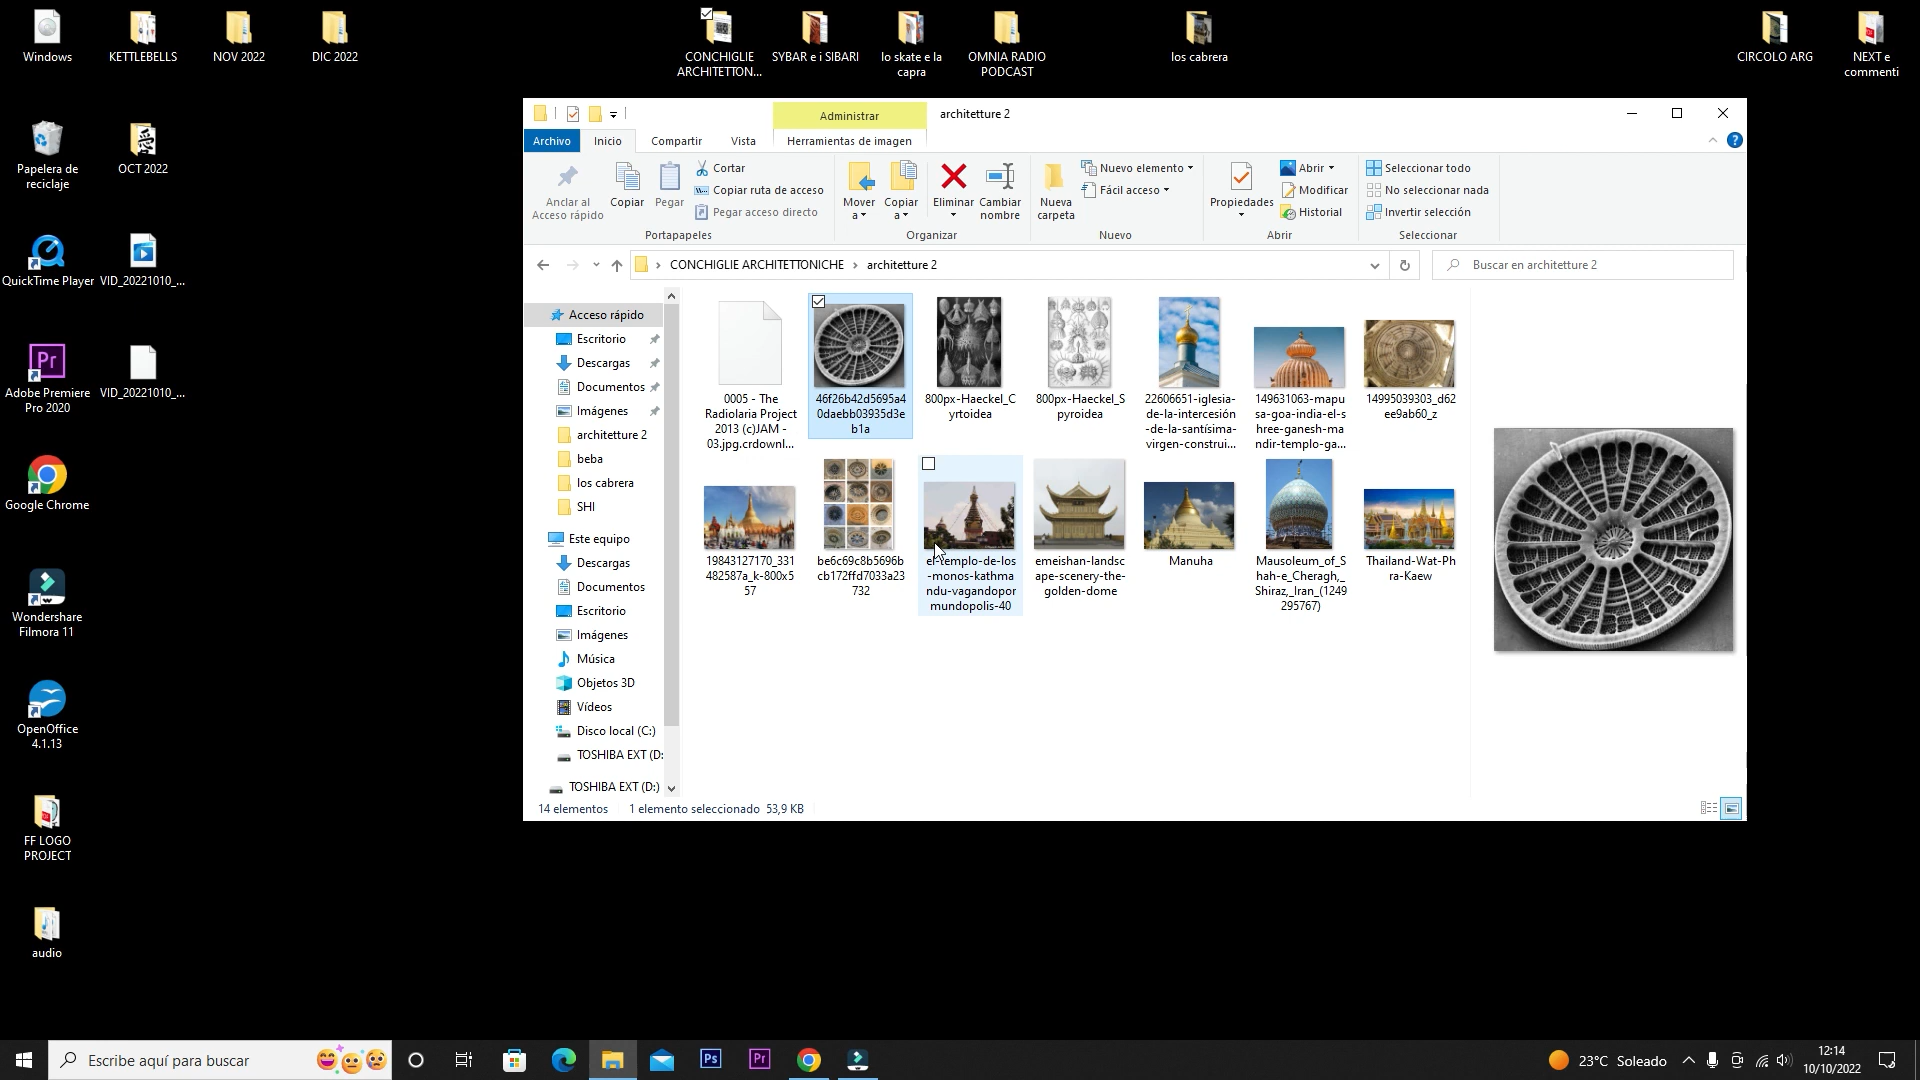 Windows
KETTLEBELLS
NOV 2022
DIC 2022
CONCHIGLIE
ARCHITETTON...
SYBAR e i SIBARI
lo skate e la
capra
OMNIA RADIO
PODCAST
los cabrera
CIRCOLO ARG
NEXT e
commenti
Papelera de
reciclaje
OCT 2022
QuickTime Player
VID_20221010_...
Adobe Premiere
Pro 2020
VID_20221010_...
Google Chrome
Wondershare
Filmora 11
OpenOffice
4.1.13
FF LOGO
PROJECT
audio
Administrar
architetture 2
Archivo
Inicio
Compartir
Vista
Herramientas de imagen
Anclar al
Acceso rápido
Copiar
Pegar
Cortar
Copiar ruta de acceso
Pegar acceso directo
Portapapeles
Mover
a
Copiar
a
Eliminar
Cambiar
nombre
Organizar
Nueva
carpeta
Nuevo elemento
Fácil acceso
Nuevo
Propiedades
Abrir
Modificar
Historial
Abrir
Seleccionar todo
No seleccionar nada
Invertir selección
Seleccionar
CONCHIGLIE ARCHITETTONICHE > architetture 2
Buscar en architetture 2
Acceso rápido
Escritorio
Descargas
Documentos
Imágenes
architetture 2
beba
los cabrera
SHI
Este equipo
Descargas
Documentos
Escritorio
Imágenes
Música
Objetos 3D
Vídeos
Disco local (C:)
TOSHIBA EXT (D:
TOSHIBA EXT (D:)
0005 - The
Radiolaria Project
2013 (c)JAM -
03.jpg.crdownl...
46f26b42d5695a4
0daebb03935d3e
b1a
800px-Haeckel_C
yrtoidea
800px-Haeckel_S
pyroidea
22606651-iglesia-
de-la-intercesión
-de-la-santísima-
virgen-construi...
149631063-mapu
sa-goa-india-el-s
hree-ganesh-ma
ndir-templo-ga...
14995039303_d62
ee9ab60_z
19843127170_331
482587a_k-800x5
57
be6c69c8b5696b
cb172ffd7033a23
732
el-templo-de-los
-monos-kathma
ndu-vagandopor
mundopolis-40
emeishan-landsc
ape-scenery-the-
golden-dome
Manuha
Mausoleum_of_S
hah-e_Cheragh,_
Shiraz,_Iran_(1249
295767)
Thailand-Wat-Ph
ra-Kaew
14 elementos
1 elemento seleccionado 53,9 KB
Escribe aquí para buscar
Ps
Pr
23°C Soleado
12:14
10/10/2022